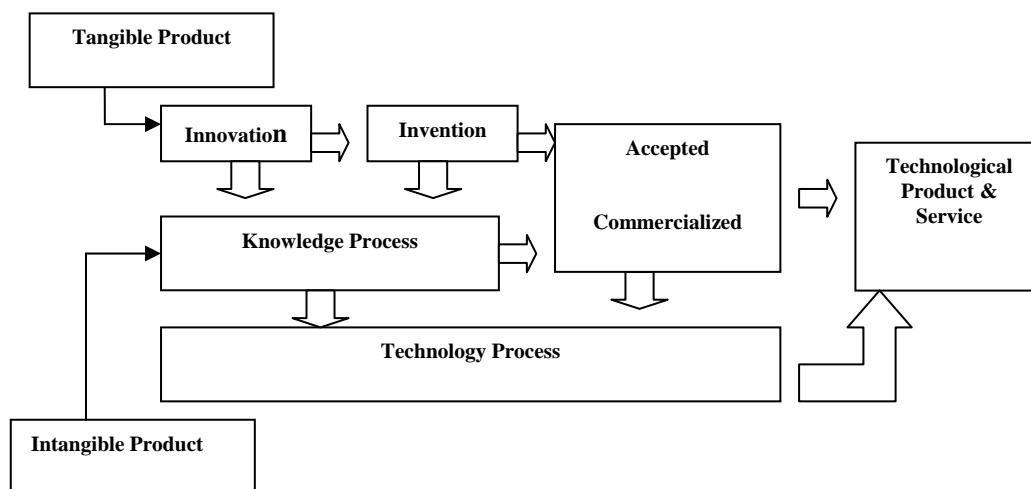 Tangible Product
Innovation
Invention
Accepted
Commercialized
Technological
Product &
Service
Knowledge Process
Technology Process
Intangible Product